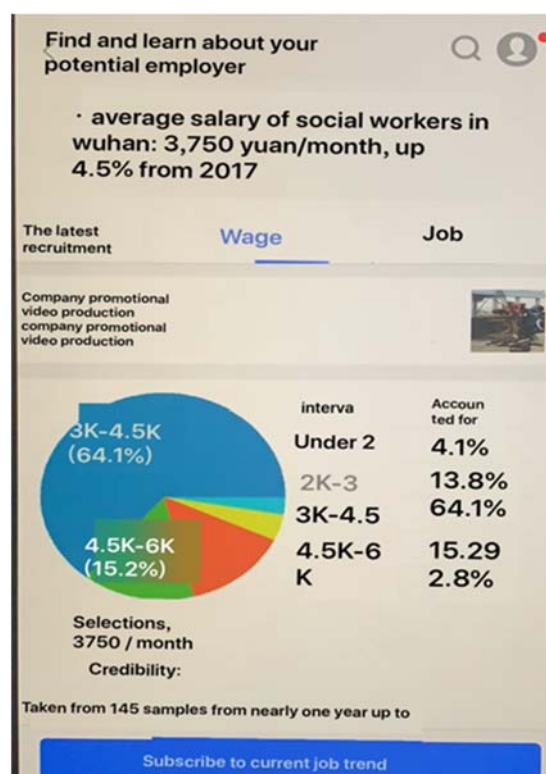 Find and learn about your
potential employer
· average salary of social workers in
wuhan: 3,750 yuan/month, up
4.5% from 2017
The latest
recruitment
Wage
Job
Company promotional
video production
company promotional
video production
3K-4.5K
(64.1%)
4.5K-6K
(15.2%)
interva
Accoun
ted for
Under 2
4.1%
2K-3
13.8%
3K-4.5
64.1%
4.5K-6
K
15.29
2.8%
Selections,
3750 / month
Credibility:
Taken from 145 samples from nearly one year up to
Subscribe to current job trend